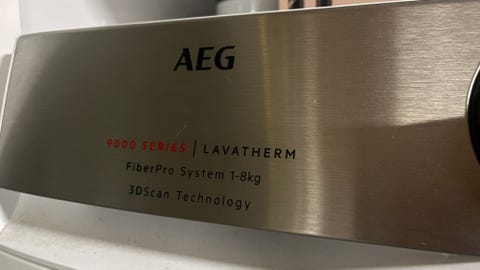 AEG
9000 SERIES | LAVATHERM
FiberPro System 1-8kg
3DScan Technology